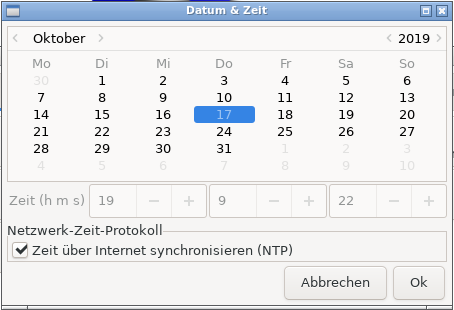 Datum & Zeit
Oktober 2019
Mo Di Mi Do Fr Sa So
30 1 2 3 4 5 6
7 8 9 10 11 12 13
14 15 16 17 18 19 20
21 22 23 24 25 26 27
28 29 30 31 1 2 3
4 5 6 7 8 9 10
Zeit (h m s) 19 9 22
Netzwerk-Zeit-Protokoll
Zeit über Internet synchronisieren (NTP)
Abbrechen Ok